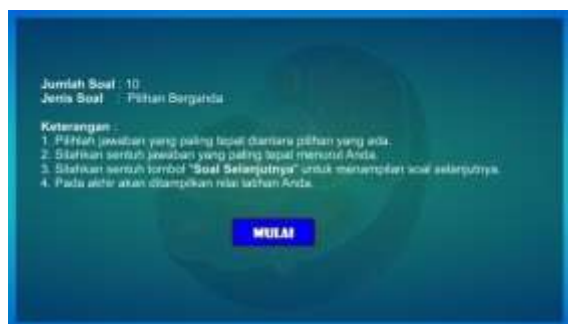 Jumlah Soal : 10
Jenis Soal : Pilihan Berganda
Keterangan :
1. Pilihlah jawaban yang paling tepat diantara pilihan yang ada.
2. Silahkan sentuh jawaban yang paling tepat menurut Anda.
3. Silahkan sentuh tombol "Soal Selanjutnya" untuk menampilan soal selanjutnya.
4. Pada akhir akan ditampilkan nilai latihan Anda.
MULAI